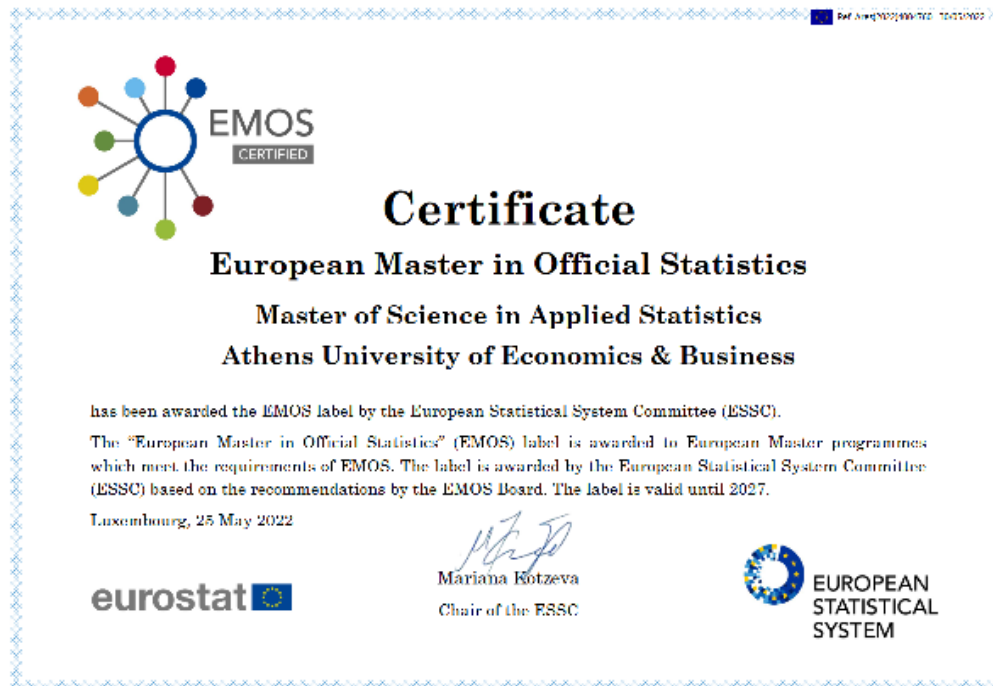 30/05/2022
EMOS
CERTIFIED
Certificate
European Master in Official Statistics
Master of Science in Applied Statistics
Athens University of Economics & Business
has been awarded the EMOS label by the European Statistical System Committee (ESSC).
The “European Master in Official Statistics” (EMOS) label is awarded to European Master programmes
which meet the requirements of EMOS. The label is awarded by the European Statistical System Committee
(ESSC) based on the recommendations by the EMOS Board. The label is valid until 2027.
Luxembourg, 25 May 2022
Mariana Kotzeva
Chair of the ESSC
eurostat
EUROPEAN
STATISTICAL
SYSTEM